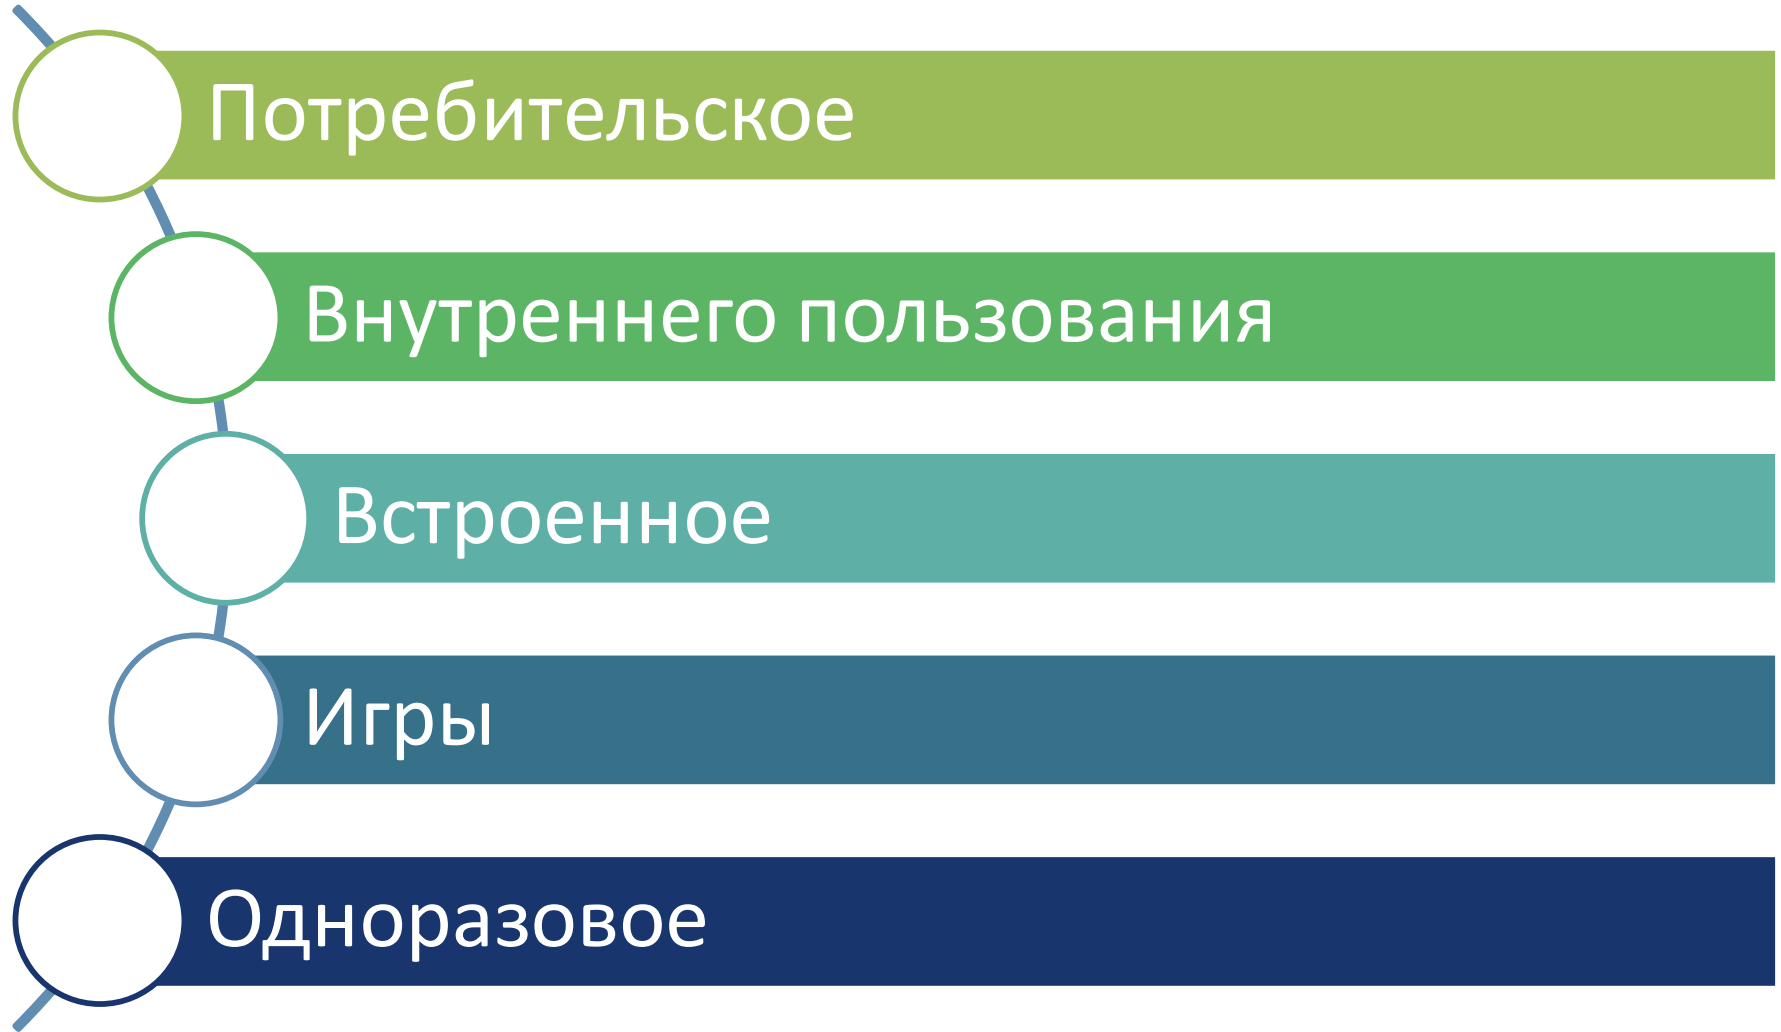 Потребительское
Внутреннего пользования
Встроенное
Игры
Одноразовое